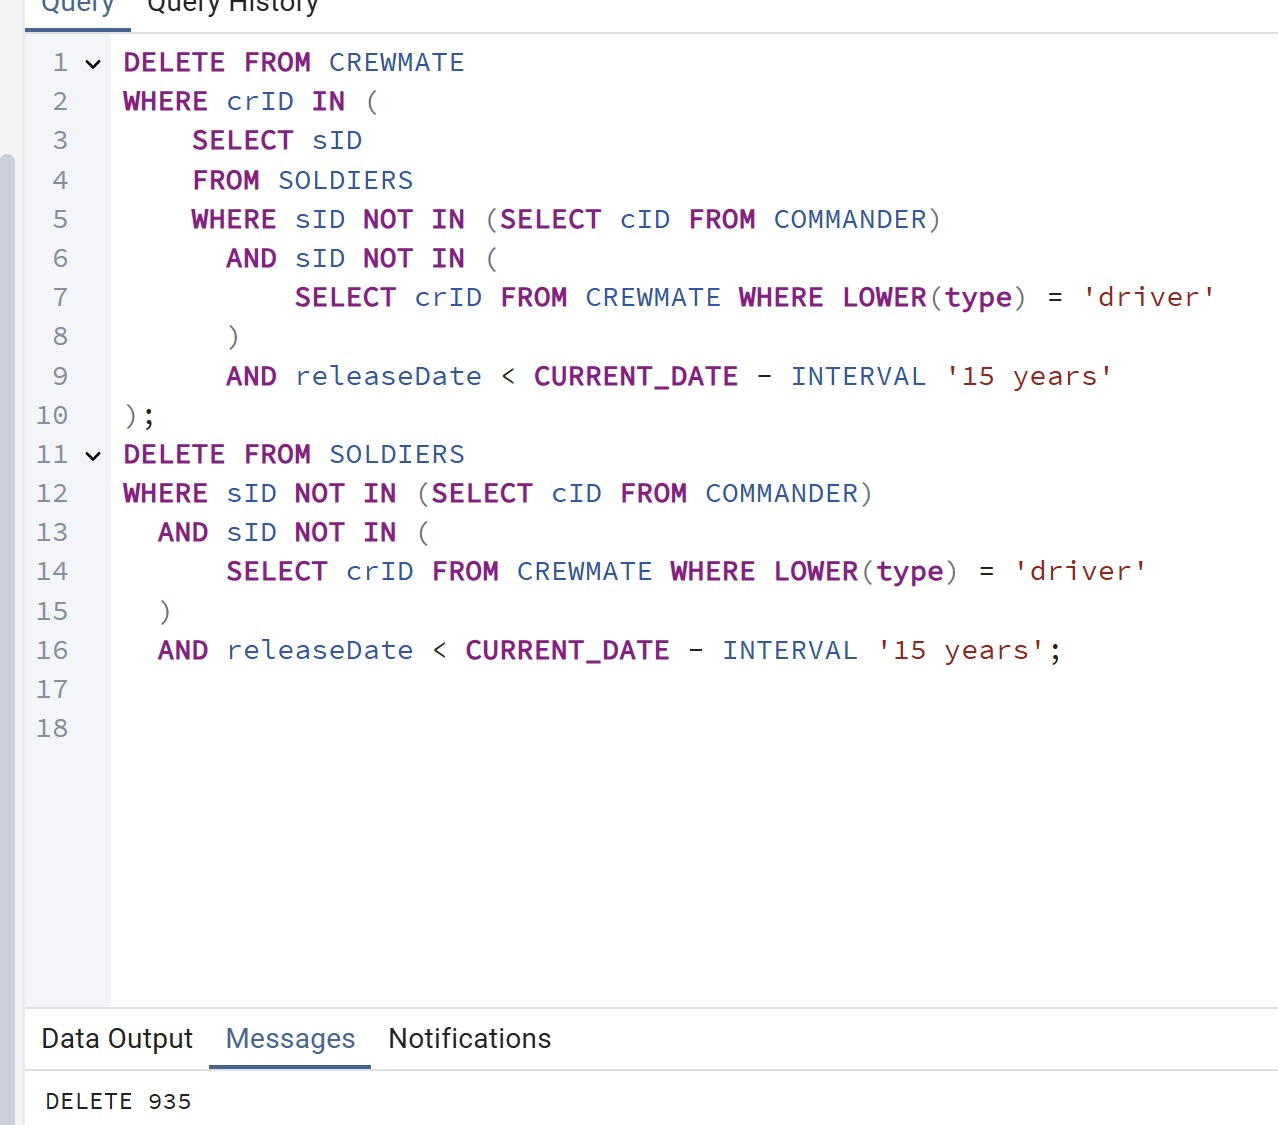 Query Query History
1 DELETE FROM CREWMATE
2 WHERE crID IN (
3 SELECT sID
4 FROM SOLDIERS
5 WHERE sID NOT IN (SELECT cID FROM COMMANDER)
6 AND sID NOT IN (
7 SELECT crID FROM CREWMATE WHERE LOWER(type) = 'driver'
8 )
9 AND releaseDate < CURRENT_DATE - INTERVAL '15 years'
10 );
11 DELETE FROM SOLDIERS
12 WHERE sID NOT IN (SELECT cID FROM COMMANDER)
13 AND sID NOT IN (
14 SELECT crID FROM CREWMATE WHERE LOWER(type) = 'driver'
15 )
16 AND releaseDate < CURRENT_DATE - INTERVAL '15 years';
17
18
Data Output Messages Notifications
DELETE 935